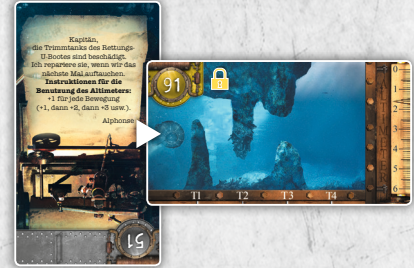 Kapitän,
die Trimmtanks des Rettungs-
U-Bootes sind beschädigt.
Ich repariere sie, wenn wir das
nächste Mal auftauchen.
Instruktionen für die
Benutzung des Altimeters:
+1 für jede Bewegung
(+1, dann +2, dann +3 usw.).
Alphonse
51
91
T1 T2 T3 T4
0
1
2
3
4
5
6